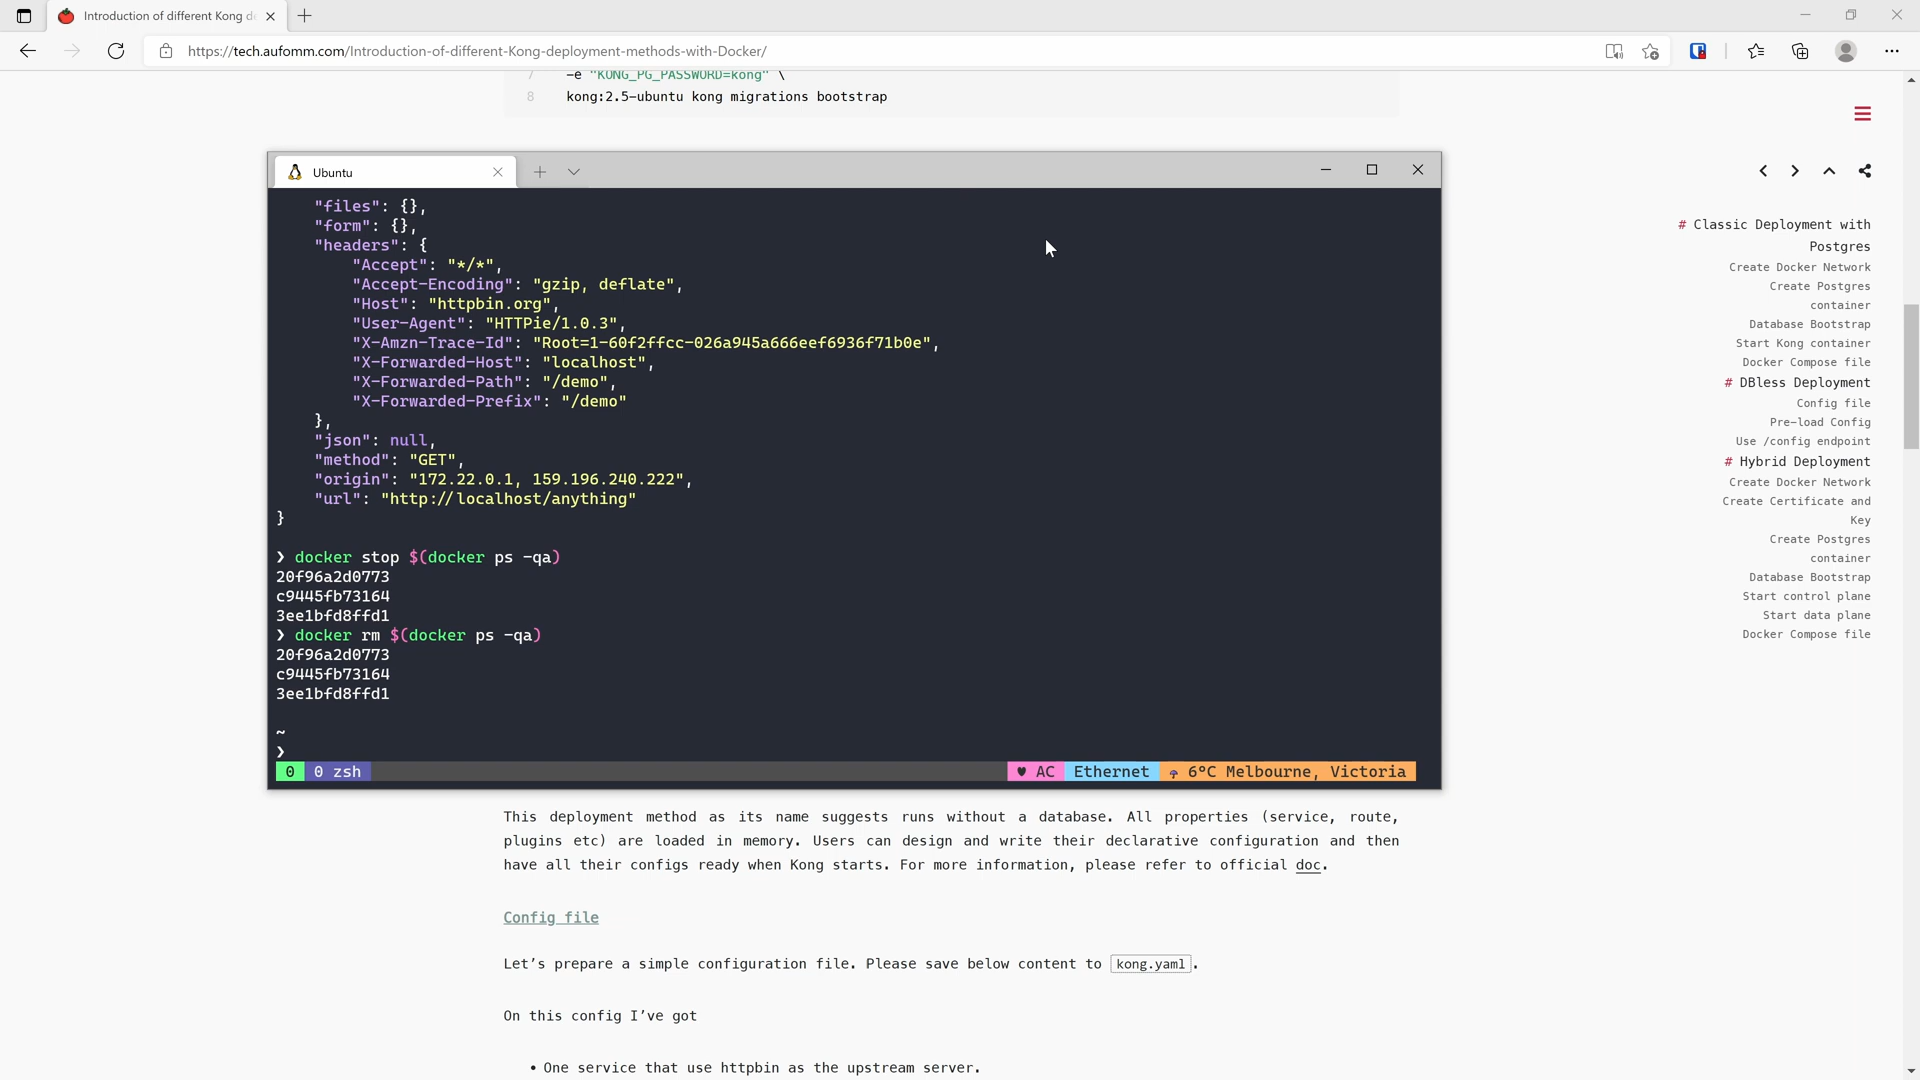 Introduction of different Kong de
https://tech.aufomm.com/Introduction-of-different-Kong-deployment-methods-with-Docker/
7 -e "KONG_PG_PASSWORD=kong" \
8 kong:2.5-ubuntu kong migrations bootstrap
Ubuntu
"files": {},
"form": {},
"headers": {
"Accept": "*/*",
"Accept-Encoding": "gzip, deflate",
"Host": "httpbin.org",
"User-Agent": "HTTPie/1.0.3",
"X-Amzn-Trace-Id": "Root=1-60f2ffcc-026a945a666eef6936f71b0e",
"X-Forwarded-Host": "localhost",
"X-Forwarded-Path": "/demo",
"X-Forwarded-Prefix": "/demo"
},
"json": null,
"method": "GET",
"origin": "172.22.0.1, 159.196.240.222",
"url": "http://localhost/anything"
}
❯ docker stop $(docker ps -qa)
20f96a2d0773
c9445fb73164
3ee1bfd8ffd1
❯ docker rm $(docker ps -qa)
20f96a2d0773
c9445fb73164
3ee1bfd8ffd1
~
❯
0 0 zsh ♥ AC Ethernet ☔ 6°C Melbourne, Victoria
This deployment method as its name suggests runs without a database. All properties (service, route,
plugins etc) are loaded in memory. Users can design and write their declarative configuration and then
have all their configs ready when Kong starts. For more information, please refer to official doc.
Config file
Let’s prepare a simple configuration file. Please save below content to kong.yaml.
On this config I’ve got
• One service that use httpbin as the upstream server.
# Classic Deployment with
Postgres
Create Docker Network
Create Postgres
container
Database Bootstrap
Start Kong container
Docker Compose file
# DBless Deployment
Config file
Pre-load Config
Use /config endpoint
# Hybrid Deployment
Create Docker Network
Create Certificate and
Key
Create Postgres
container
Database Bootstrap
Start control plane
Start data plane
Docker Compose file